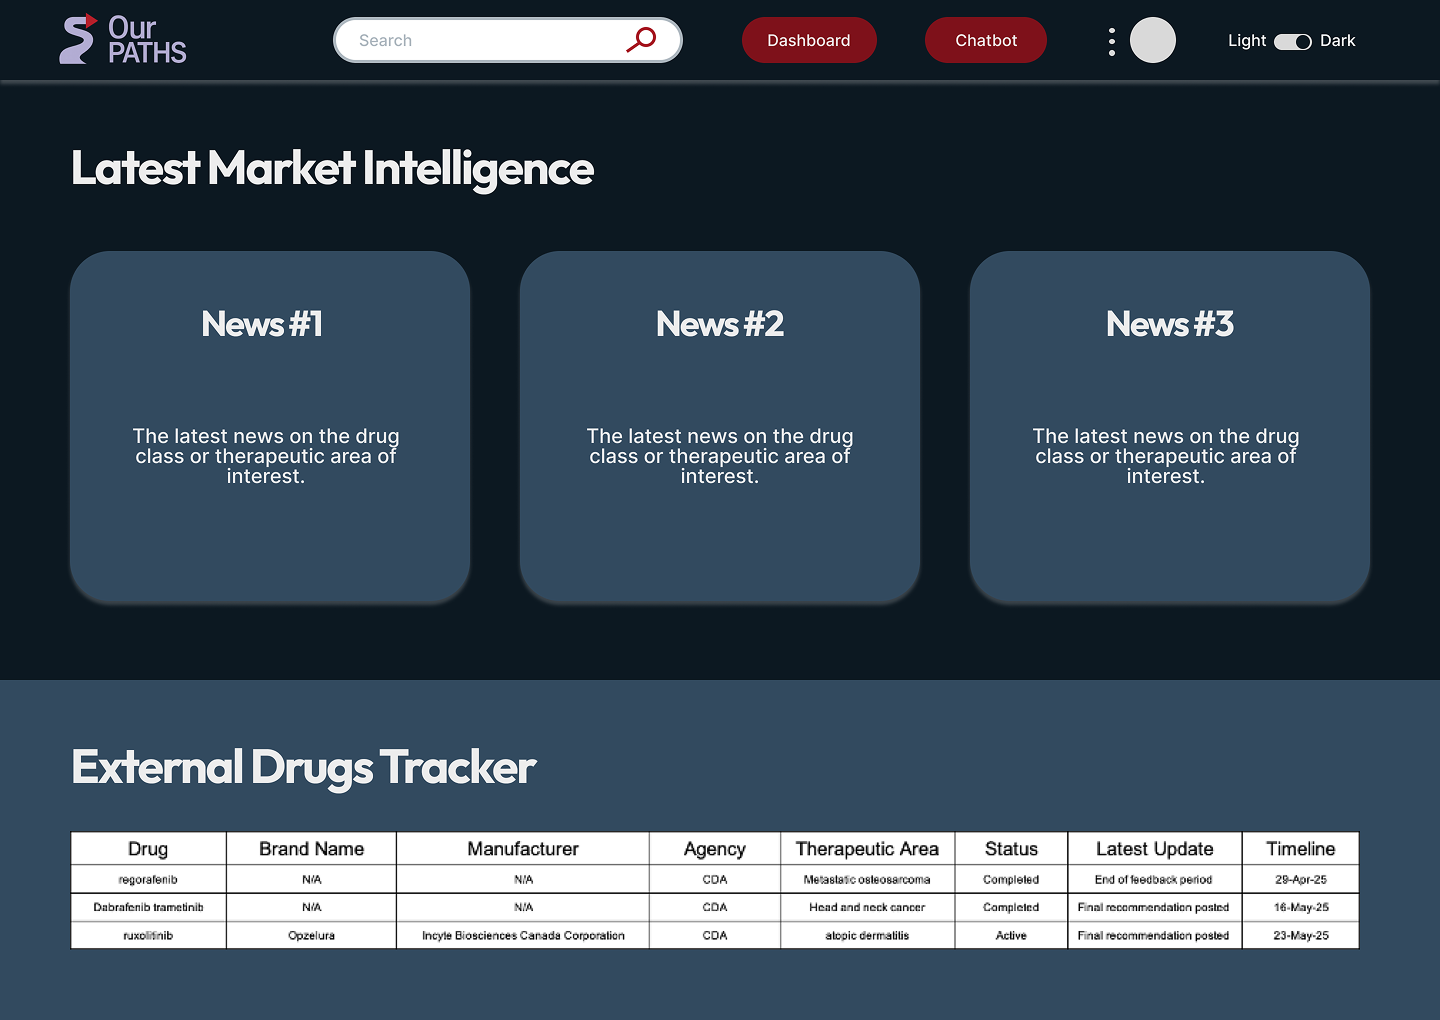 Our
PATHS
Search
Dashboard
Chatbot
Light
Dark
Latest Market Intelligence
News #1
The latest news on the drug
class or therapeutic area of
interest.
News #2
The latest news on the drug
class or therapeutic area of
interest.
News #3
The latest news on the drug
class or therapeutic area of
interest.
External Drugs Tracker
Drug Brand Name Manufacturer Agency Therapeutic Area Status Latest Update Timeline
regorafenib N/A N/A CDA Metastatic osteosarcoma Completed End of feedback period 29-Apr-25
Dabrafenib trametinib N/A N/A CDA Head and neck cancer Completed Final recommendation posted 16-May-25
ruxolitinib Opzelura Incyte Biosciences Canada Corporation CDA atopic dermatitis Active Final recommendation posted 23-May-25